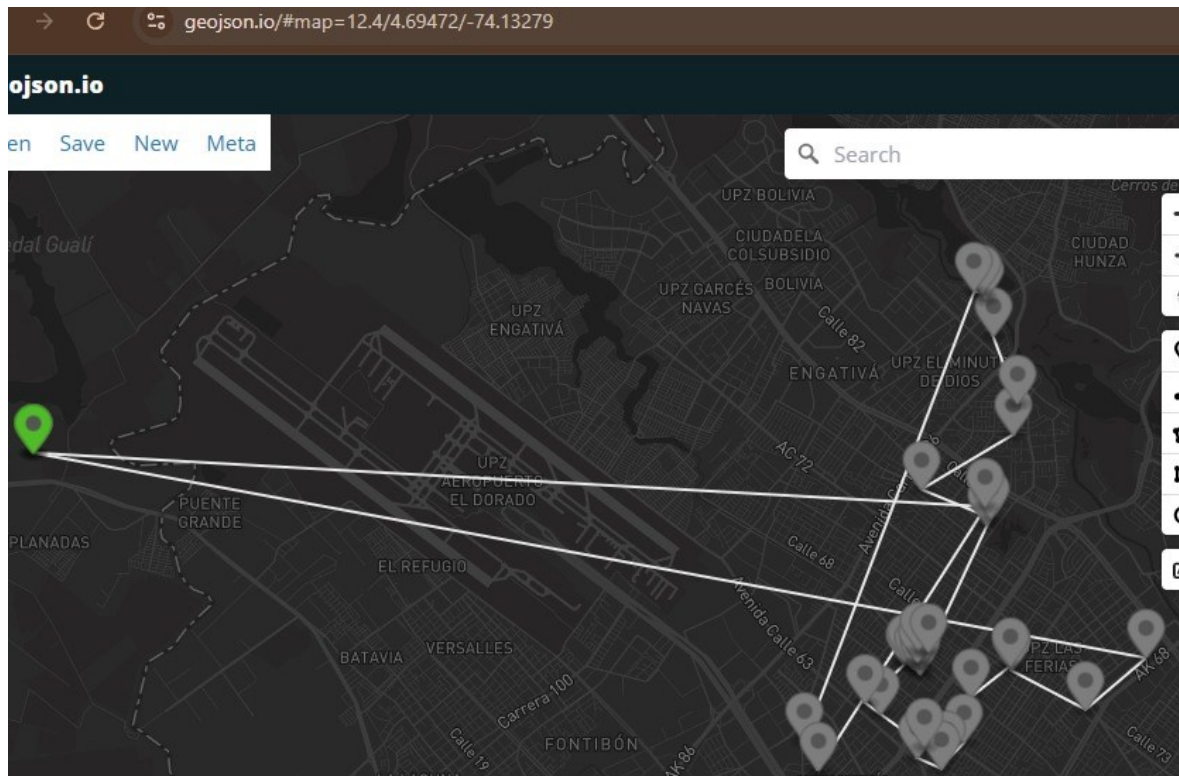 geojson.io/#map=12.4/4.69472/-74.13279
ojson.io
en Save New Meta
Search
UPZ BOLIVIA
Cerros de
edal Gualí
CIUDADELA
COLSUBSIDIO
CIUDAD
HUNZA
UPZ GARCÉS
NAVAS
BOLIVIA
UPZ
ENGATIVÁ
Calle 82
ENGATIVÁ
UPZ EL MINUT
DE DIOS
AC 72
UPZ
AEROPUERTO
EL DORADO
PUENTE
GRANDE
PLANADAS
EL REFUGIO
Calle 68
Avenida Calle 63
VERSALLES
BATAVIA
UPZ LAS
FERIAS
AK 68
Carrera 100
Calle 19
FONTIBÓN
AK 86
Calle 73